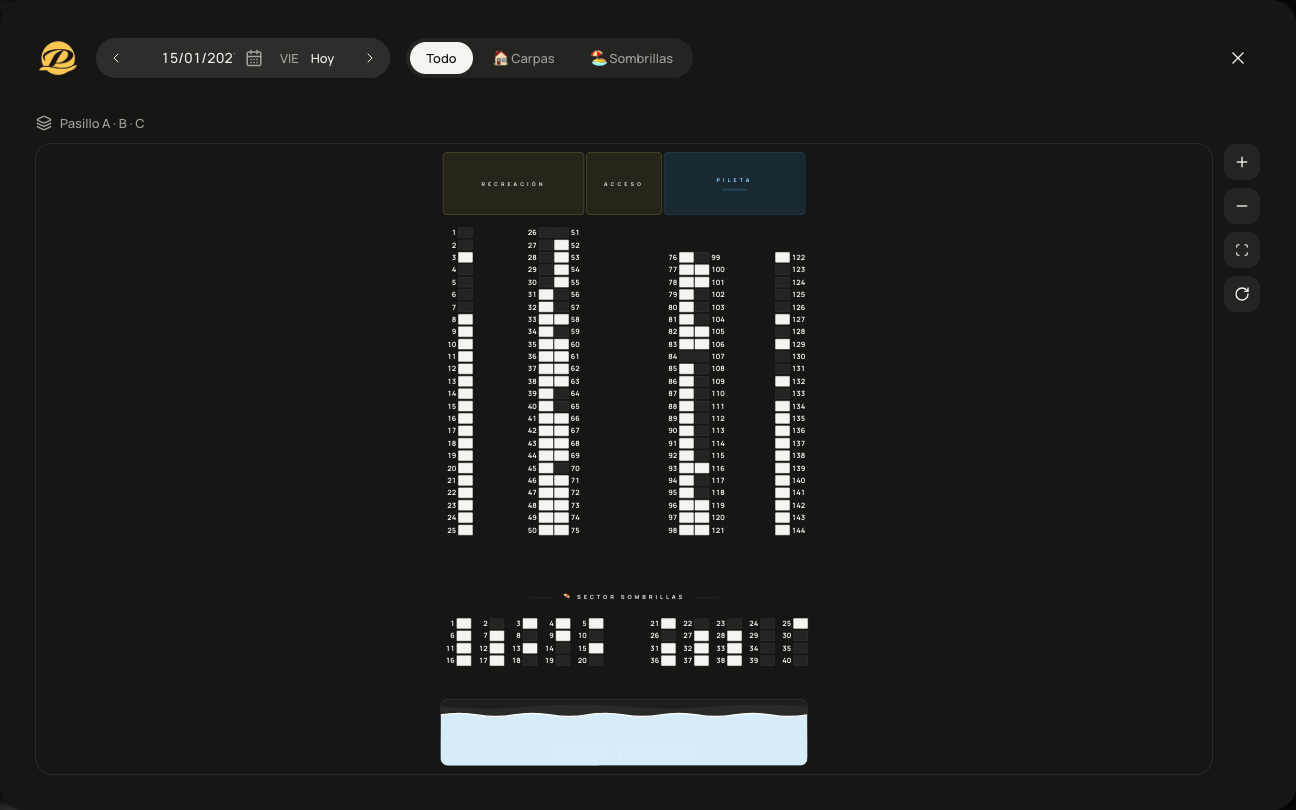 15/01/202
VIE Hoy
Todo
Carpas
Sombrillas
Pasillo A · B · C
RECREACIÓN ACCESO PILETA
1 26 51
2 27 52
3 28 53 76 99 122
4 29 54 77 100 123
5 30 55 78 101 124
6 31 56 79 102 125
7 32 57 80 103 126
8 33 58 81 104 127
9 34 59 82 105 128
10 35 60 83 106 129
11 36 61 84 107 130
12 37 62 85 108 131
13 38 63 86 109 132
14 39 64 87 110 133
15 40 65 88 111 134
16 41 66 89 112 135
17 42 67 90 113 136
18 43 68 91 114 137
19 44 69 92 115 138
20 45 70 93 116 139
21 46 71 94 117 140
22 47 72 95 118 141
23 48 73 96 119 142
24 49 74 97 120 143
25 50 75 98 121 144
SECTOR SOMBRILLAS
1 2 3 4 5 21 22 23 24 25
6 7 8 9 10 26 27 28 29 30
11 12 13 14 15 31 32 33 34 35
16 17 18 19 20 36 37 38 39 40